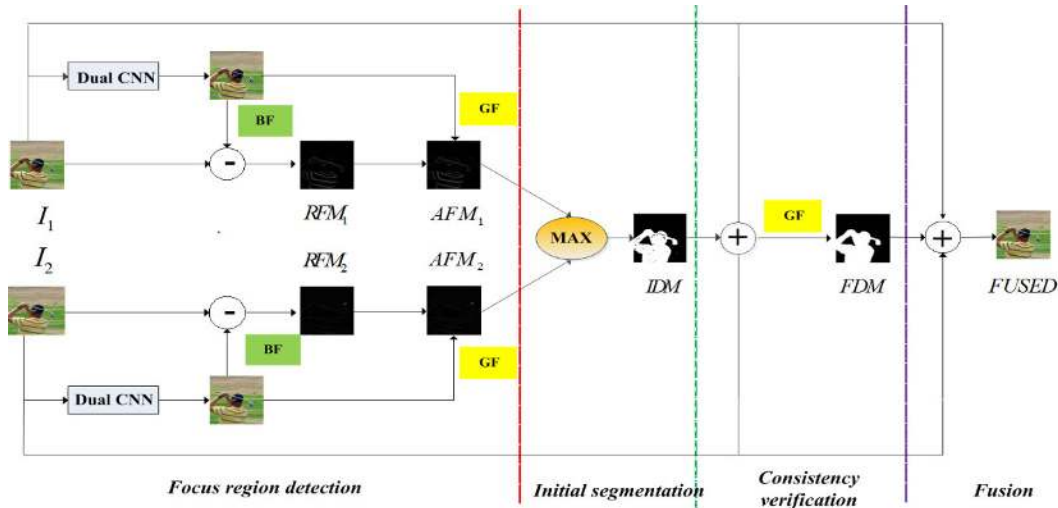 Dual CNN
BF
GF
-
I₁
RFM₁
AFM₁
I₂
RFM₂
AFM₂
-
BF
GF
Dual CNN
MAX
IDM
+
GF
FDM
+
FUSED
Focus region detection
Initial segmentation
Consistency
verification
Fusion